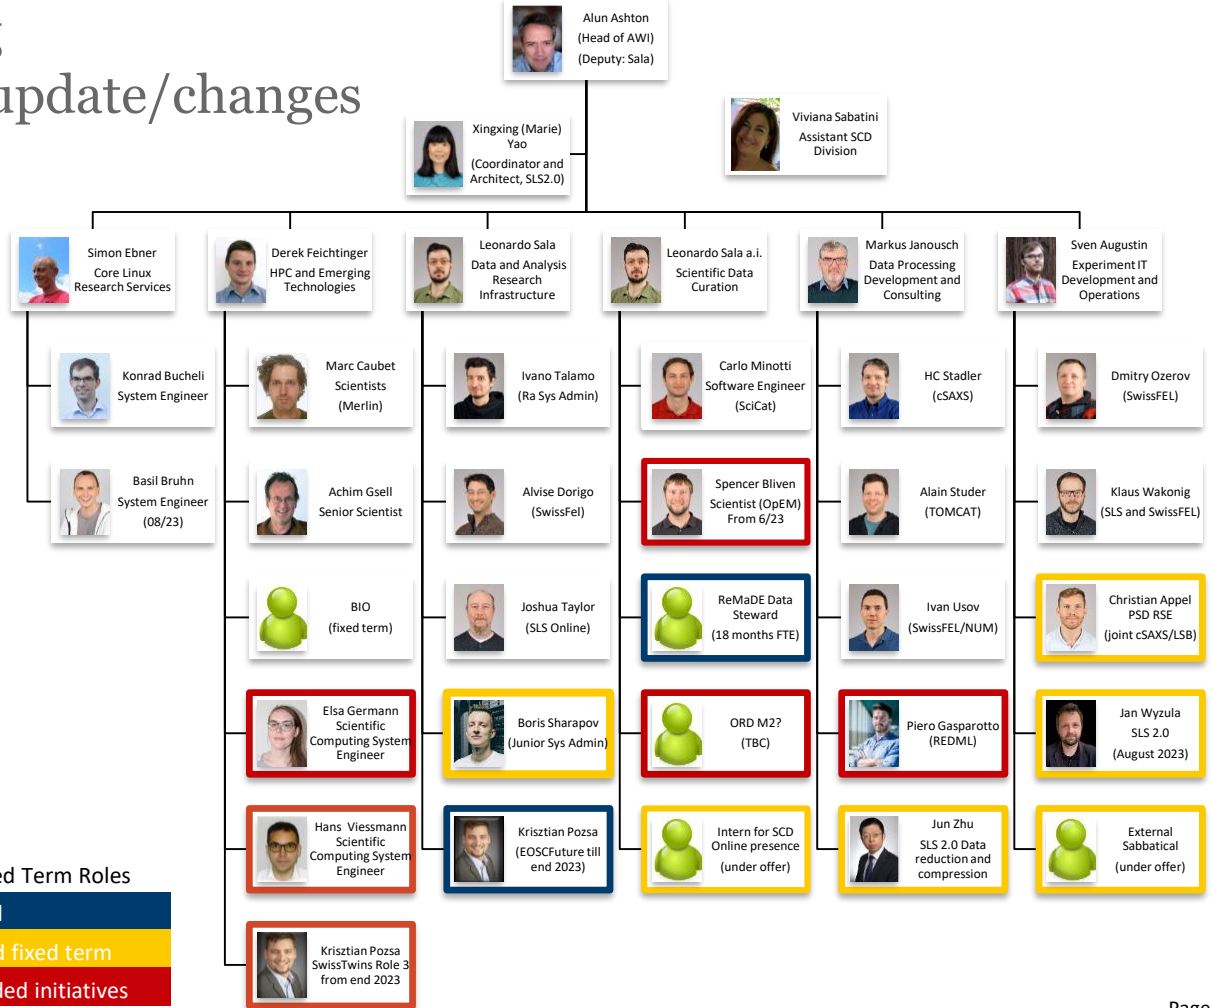 update/changes
Alun Ashton
(Head of AWI)
(Deputy: Sala)
Xingxing (Marie)
Yao
(Coordinator and
Architect, SLS2.0)
Viviana Sabatini
Assistant SCD
Division
Simon Ebner
Core Linux
Research Services
Derek Feichtinger
HPC and Emerging
Technologies
Leonardo Sala
Data and Analysis
Research
Infrastructure
Leonardo Sala a.i.
Scientific Data
Curation
Markus Janousch
Data Processing
Development and
Consulting
Sven Augustin
Experiment IT
Development and
Operations
Konrad Bucheli
System Engineer
Marc Caubet
Scientists
(Merlin)
Ivano Talamo
(Ra Sys Admin)
Carlo Minotti
Software Engineer
(SciCat)
HC Stadler
(cSAXS)
Dmitry Ozerov
(SwissFEL)
Basil Bruhn
System Engineer
(08/23)
Achim Gsell
Senior Scientist
Alvise Dorigo
(SwissFel)
Spencer Bliven
Scientist (OpEM)
From 6/23
Alain Studer
(TOMCAT)
Klaus Wakonig
(SLS and SwissFEL)
BIO
(fixed term)
Joshua Taylor
(SLS Online)
ReMaDE Data
Steward
(18 months FTE)
Ivan Usov
(SwissFEL/NUM)
Christian Appel
PSD RSE
(joint cSAXS/LSB)
Elsa Germann
Scientific
Computing System
Engineer
Boris Sharapov
(Junior Sys Admin)
ORD M2?
(TBC)
Piero Gasparotto
(REDML)
Jan Wyzula
SLS 2.0
(August 2023)
Hans Viessmann
Scientific
Computing System
Engineer
Krisztian Pozsa
(EOSCFuture till
end 2023)
Intern for SCD
Online presence
(under offer)
Jun Zhu
SLS 2.0 Data
reduction and
compression
External
Sabbatical
(under offer)
Krisztian Pozsa
SwissTwins Role 3
from end 2023
ed Term Roles
d fixed term
ded initiatives
Page